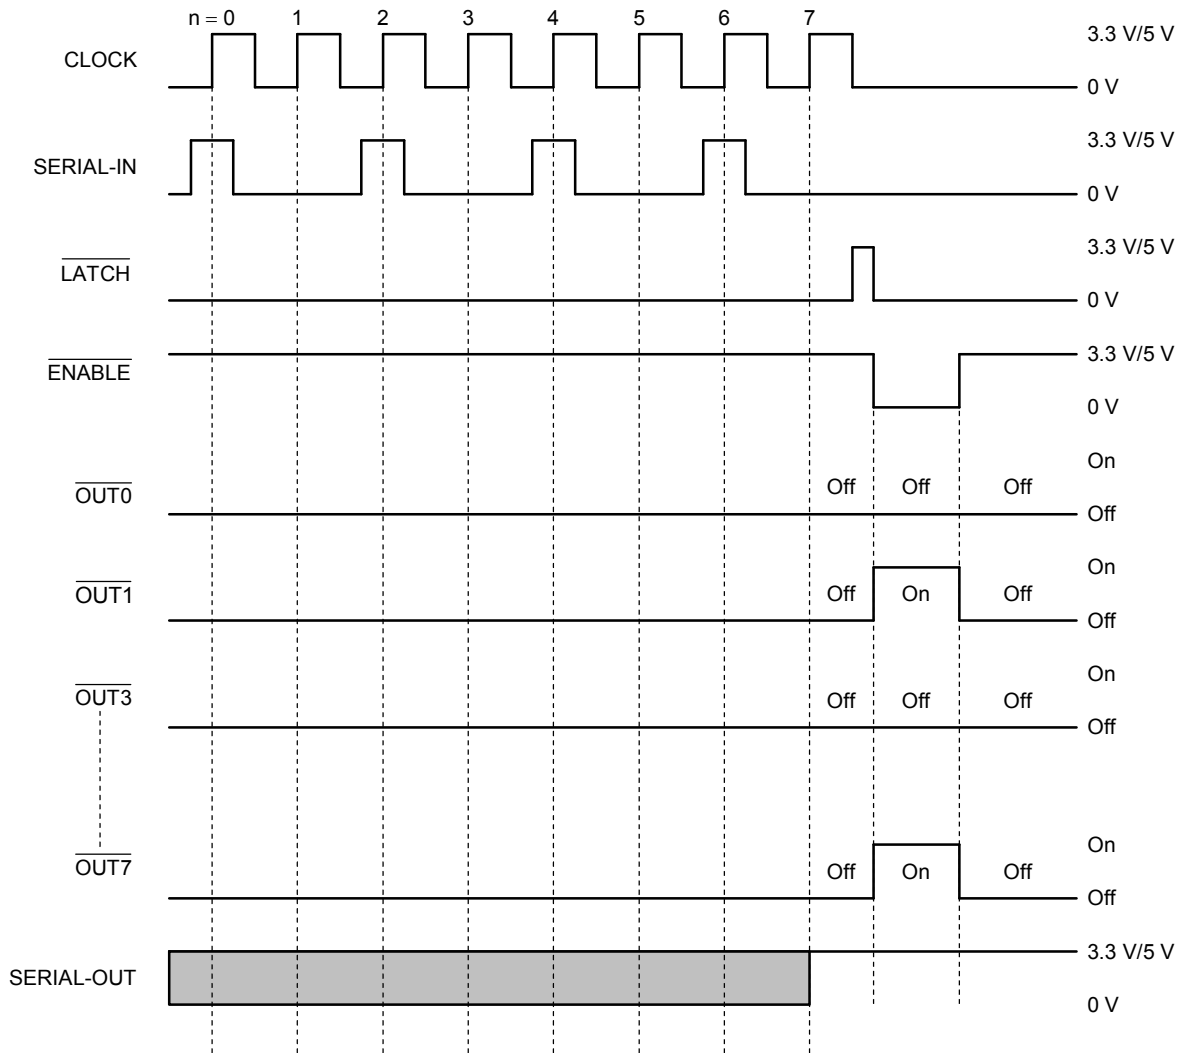 n = 0 1 2 3 4 5 6 7
CLOCK
3.3 V/5 V
0 V
SERIAL-IN
3.3 V/5 V
0 V
LATCH
3.3 V/5 V
0 V
ENABLE
3.3 V/5 V
0 V
OUT0
Off Off Off
On
Off
OUT1
Off On Off
On
Off
OUT3
Off Off Off
On
Off
OUT7
Off On Off
On
Off
SERIAL-OUT
3.3 V/5 V
0 V